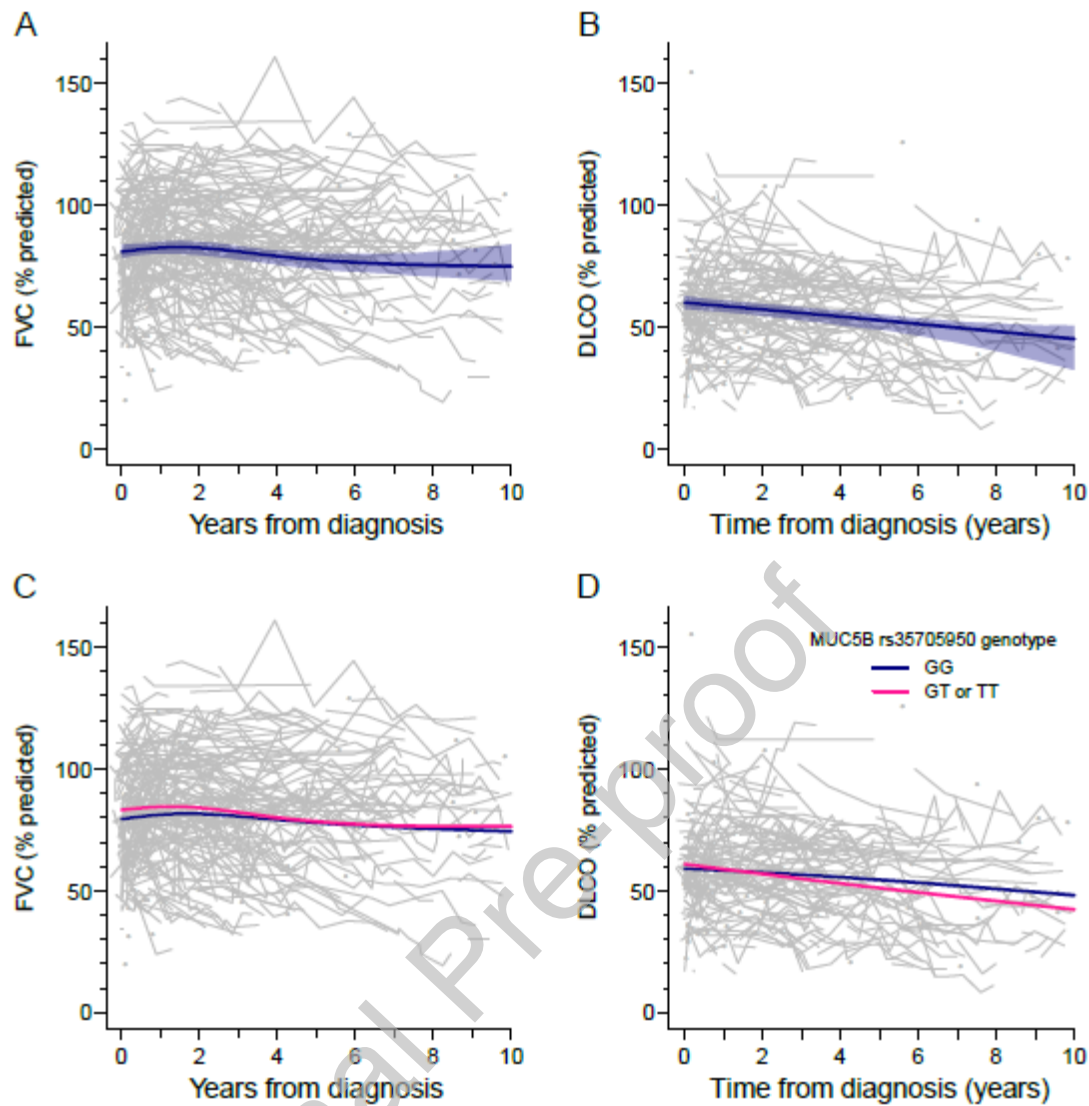 A
B
FVC (% predicted)
150
100
50
0
0 2 4 6 8 10
Years from diagnosis
DLCO (% predicted)
150
100
50
0
0 2 4 6 8 10
Time from diagnosis (years)
C
D
FVC (% predicted)
150
100
50
0
0 2 4 6 8 10
Years from diagnosis
DLCO (% predicted)
150
100
50
0
MUC5B rs35705950 genotype
GG
GT or TT
0 2 4 6 8 10
Time from diagnosis (years)
al Pre-proof